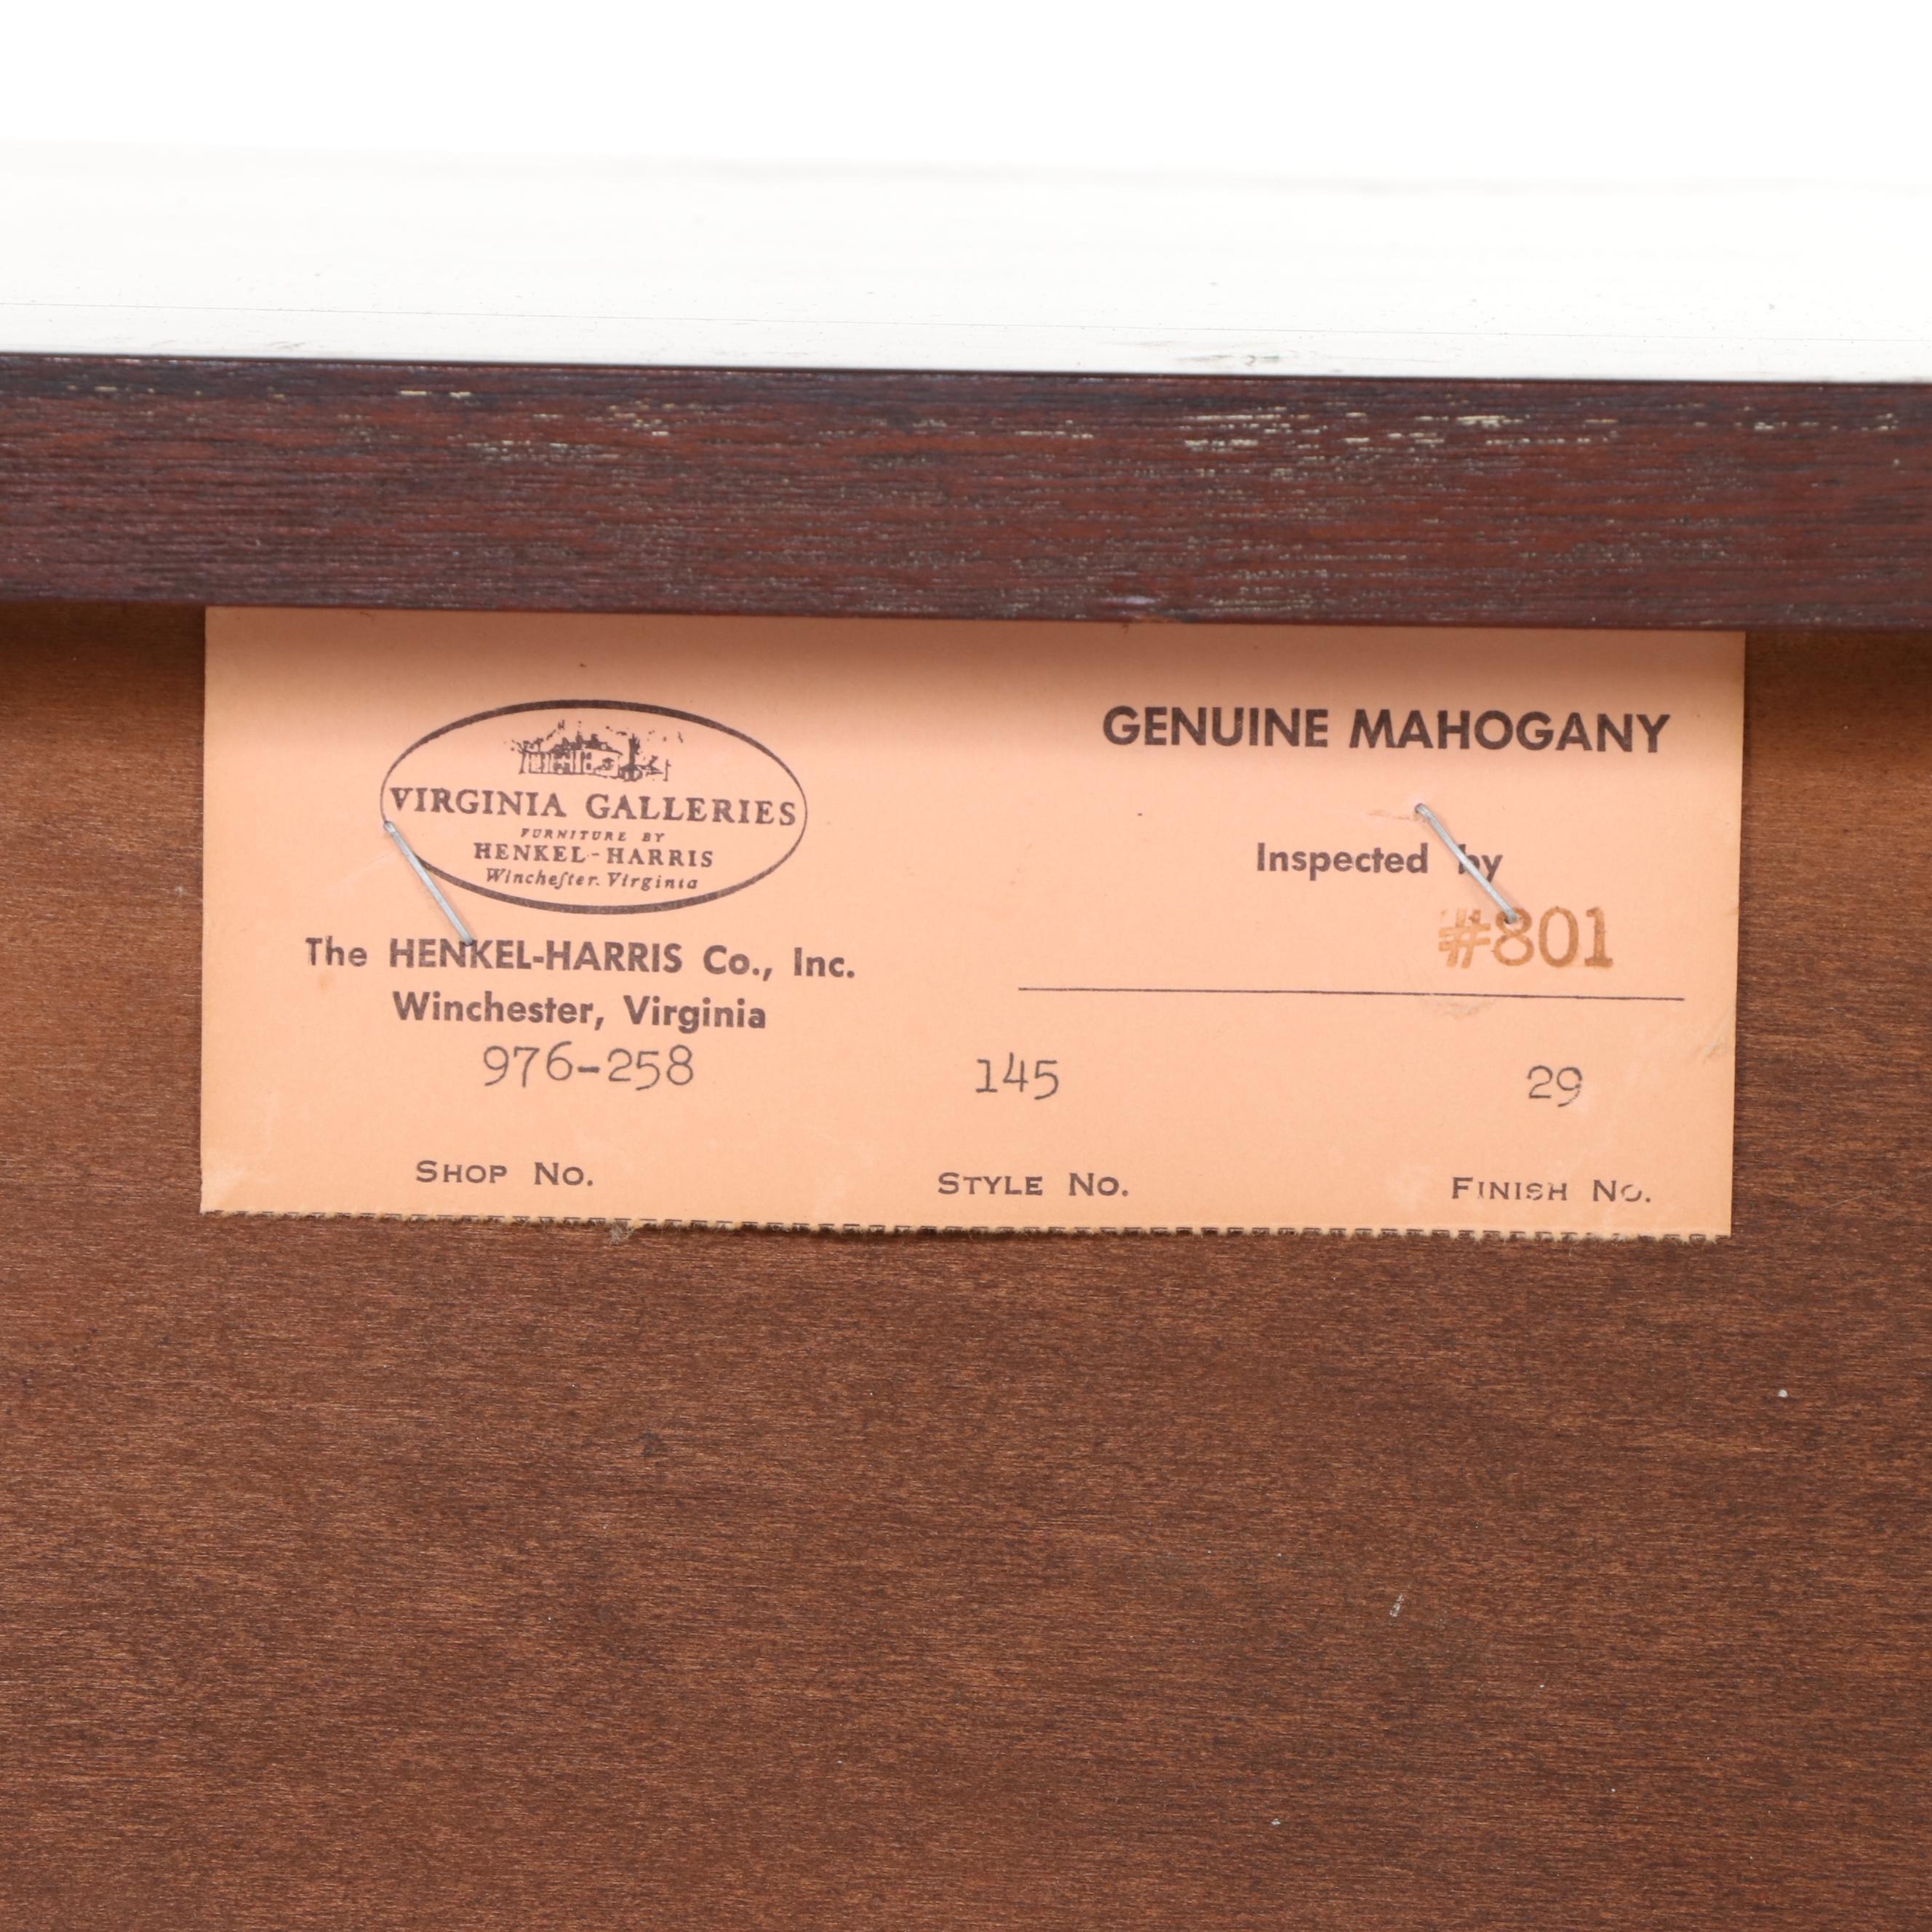 VIRGINIA GALLERIES
FURNITURE BY
HENKEL-HARRIS
Wincheſter. Virginia
The HENKEL-HARRIS Co., Inc.
Winchester, Virginia
GENUINE MAHOGANY
Inspected by
#801
976-258 145 29
SHOP NO. STYLE NO. FINISH NO.